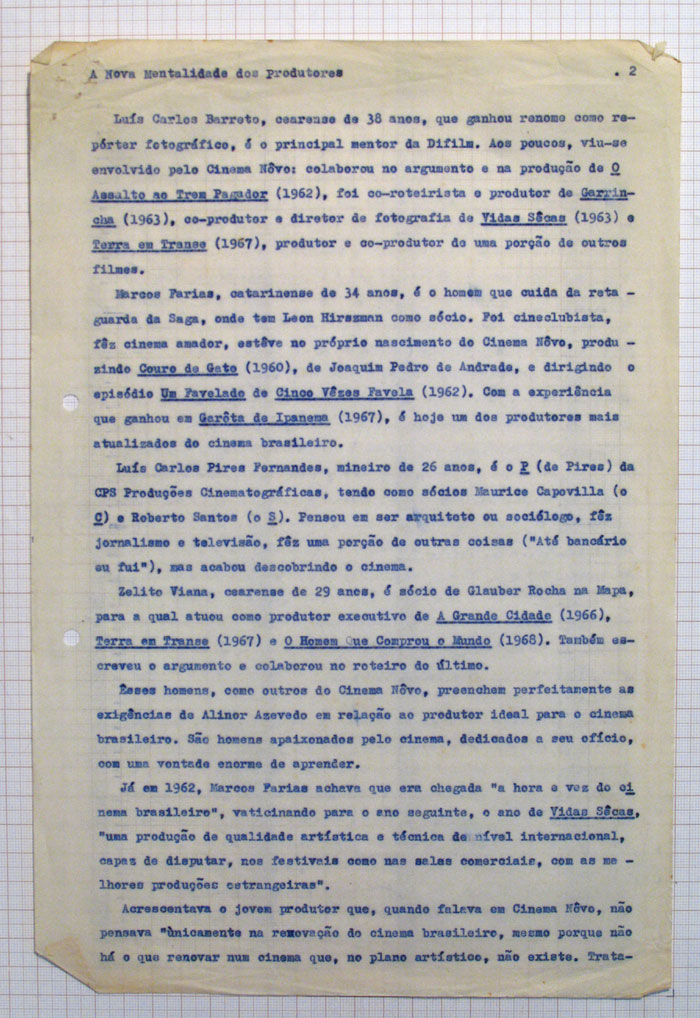 A Nova Mentalidade dos Produtores . 2
Luís Carlos Barreto, cearense de 38 anos, que ganhou renome como re-
pórter fotográfico, é o principal mentor da Difilm. Aos poucos, viu-se
envolvido pelo Cinema Nôvo: colaborou no argumento e na produção de O
Assalto ao Trem Pagador (1962), foi co-roteirista e produtor de Garrin-
cha (1963), co-produtor e diretor de fotografia de Vidas Sêcas (1963) e
Terra em Transe (1967), produtor e co-produtor de uma porção de outros
filmes.
Marcos Farias, catarinense de 34 anos, é o homem que cuida da reta -
guarda da Saga, onde tem Leon Hirszman como sócio. Foi cineclubista,
fêz cinema amador, estêve no próprio nascimento do Cinema Nôvo, produ -
zindo Couro de Gato (1960), de Joaquim Pedro de Andrade, e dirigindo o
episódio Um Favelado de Cinco Vêzes Favela (1962). Com a experiência
que ganhou em Garôta de Ipanema (1967), é hoje um dos produtores mais
atualizados do cinema brasileiro.
Luís Carlos Pires Fernandes, mineiro de 26 anos, é o P (de Pires) da
CPS Produções Cinematográficas, tendo como sócios Maurice Capovilla (o
C) e Roberto Santos (o S). Pensou em ser arquiteto ou sociólogo, fêz
jornalismo e televisão, fêz uma porção de outras coisas ("Até bancário
eu fui"), mas acabou descobrindo o cinema.
Zelito Viana, cearense de 29 anos, é sócio de Glauber Rocha na Mapa,
para a qual atuou como produtor executivo de A Grande Cidade (1966),
Terra em Transe (1967) e O Homem Que Comprou o Mundo (1968). Também es-
creveu o argumento e colaborou no roteiro do último.
Êsses homens, como outros do Cinema Nôvo, preenchem perfeitamente as
exigências de Alinor Azevedo em relação ao produtor ideal para o cinema
brasileiro. São homens apaixonados pelo cinema, dedicados a seu ofício,
com uma vontade enorme de aprender.
Já em 1962, Marcos Farias achava que era chegada "a hora e vez do ci
nema brasileiro", vaticinando para o ano seguinte, o ano de Vidas Sêcas,
"uma produção de qualidade artística e técnica de nível internacional,
capaz de disputar, nos festivais como nas salas comerciais, com as me -
lhores produções estrangeiras".
Acrescentava o jovem produtor que, quando falava em Cinema Nôvo, não
pensava "ùnicamente na renovação do cinema brasileiro, mesmo porque não
há o que renovar num cinema que, no plano artístico, não existe. Trata-